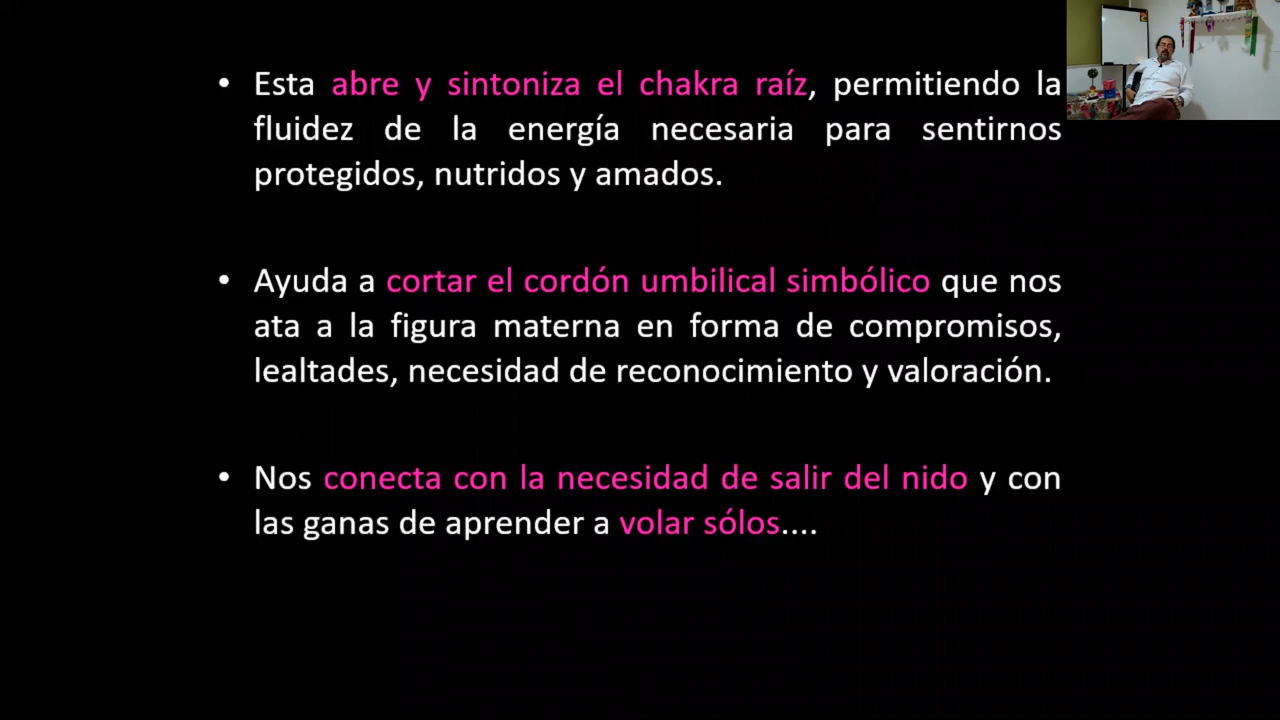 • Esta abre y sintoniza el chakra raíz, permitiendo la
fluidez de la energía necesaria para sentirnos
protegidos, nutridos y amados.
• Ayuda a cortar el cordón umbilical simbólico que nos
ata a la figura materna en forma de compromisos,
lealtades, necesidad de reconocimiento y valoración.
• Nos conecta con la necesidad de salir del nido y con
las ganas de aprender a volar sólos....